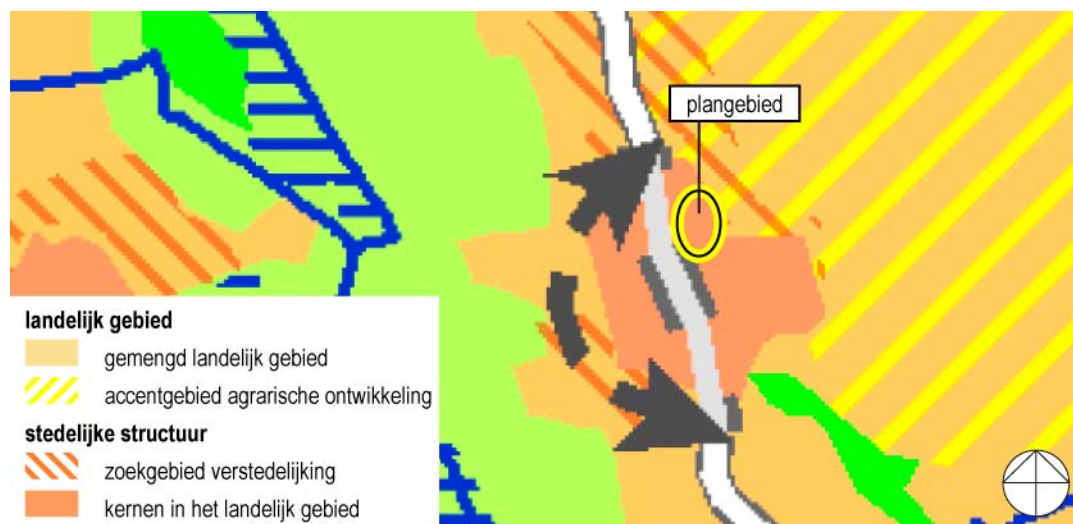 plangebied
landelijk gebied
gemengd landelijk gebied
accentgebied agrarische ontwikkeling
stedelijke structuur
zoekgebied verstedelijking
kernen in het landelijk gebied